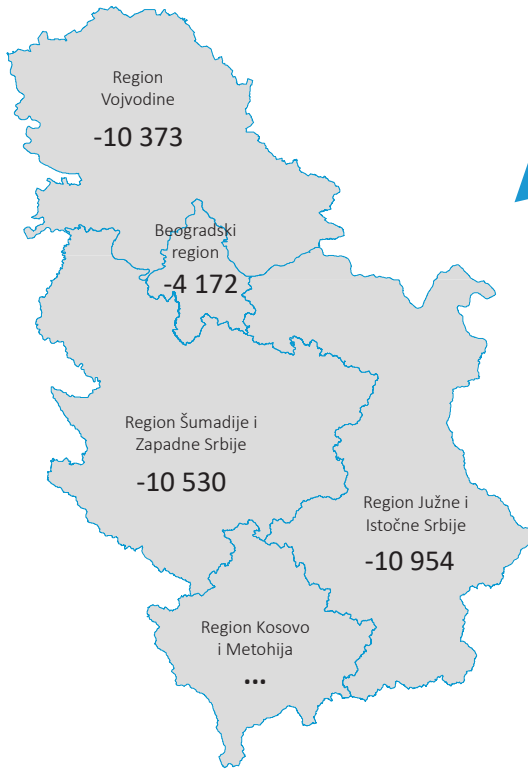 Region
Vojvodine
-10 373
Beogradski
region
-4 172
Region Šumadije i
Zapadne Srbije
-10 530
Region Južne i
Istočne Srbije
-10 954
Region Kosovo
i Metohija
...